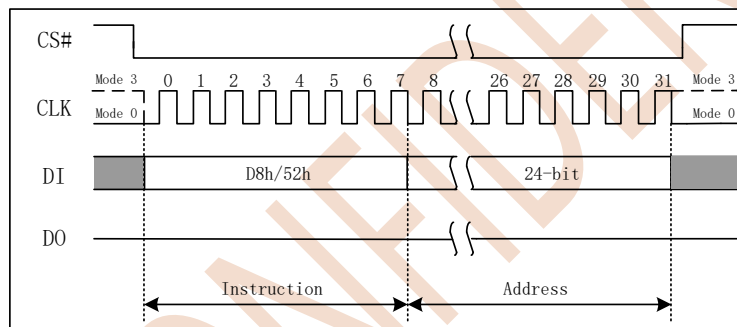 CS#
Mode 3 0 1 2 3 4 5 6 7 8 26 27 28 29 30 31 Mode 3
CLK
Mode 0 Mode 0
DI D8h/52h 24-bit
DO
Instruction Address